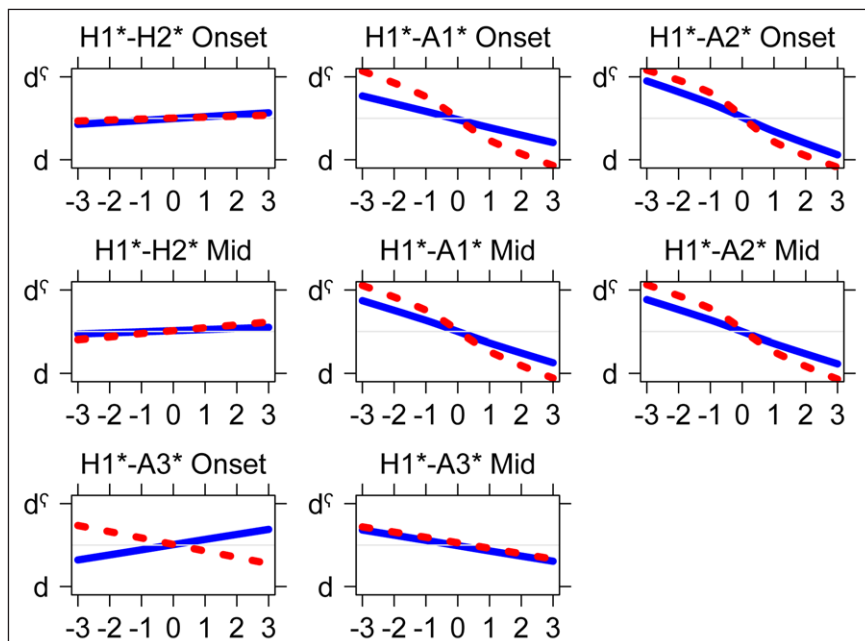 H1*-H2* Onset H1*-A1* Onset H1*-A2* Onset
dˤ dˤ dˤ
d d d
-3 -2 -1 0 1 2 3 -3 -2 -1 0 1 2 3 -3 -2 -1 0 1 2 3
H1*-H2* Mid H1*-A1* Mid H1*-A2* Mid
dˤ dˤ dˤ
d d d
-3 -2 -1 0 1 2 3 -3 -2 -1 0 1 2 3 -3 -2 -1 0 1 2 3
H1*-A3* Onset H1*-A3* Mid
dˤ dˤ
d d
-3 -2 -1 0 1 2 3 -3 -2 -1 0 1 2 3